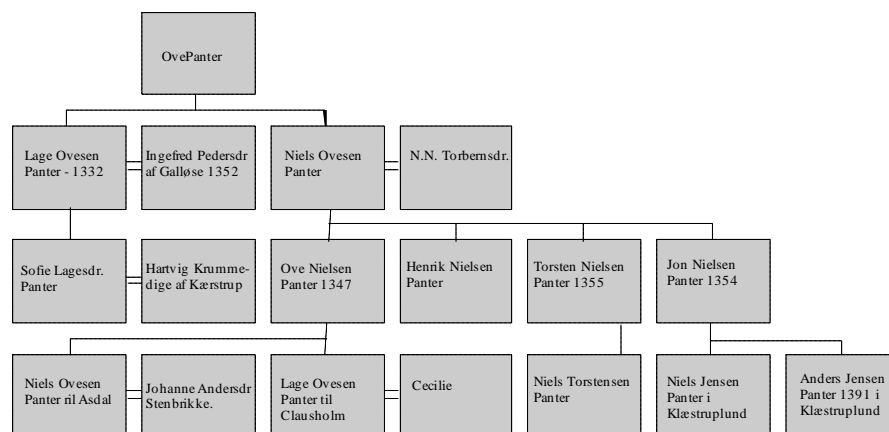 OvePanter
Lage Ovesen
Panter - 1332
Ingefred Pedersdr
af Galløse 1352
Niels Ovesen
Panter
N.N. Torbernsdr.
Sofie Lagesdr.
Panter
Hartvig Krumme-
dige af Kærstrup
Ove Nielsen
Panter 1347
Henrik Nielsen
Panter
Torsten Nielsen
Panter 1355
Jon Nielsen
Panter 1354
Niels Ovesen
Panter ril Asdal
Johanne Andersdr
Stenbrikke.
Lage Ovesen
Panter til
Clausholm
Cecilie
Niels Torstensen
Panter
Niels Jensen
Panter i
Klæstruplund
Anders Jensen
Panter 1391 i
Klæstruplund